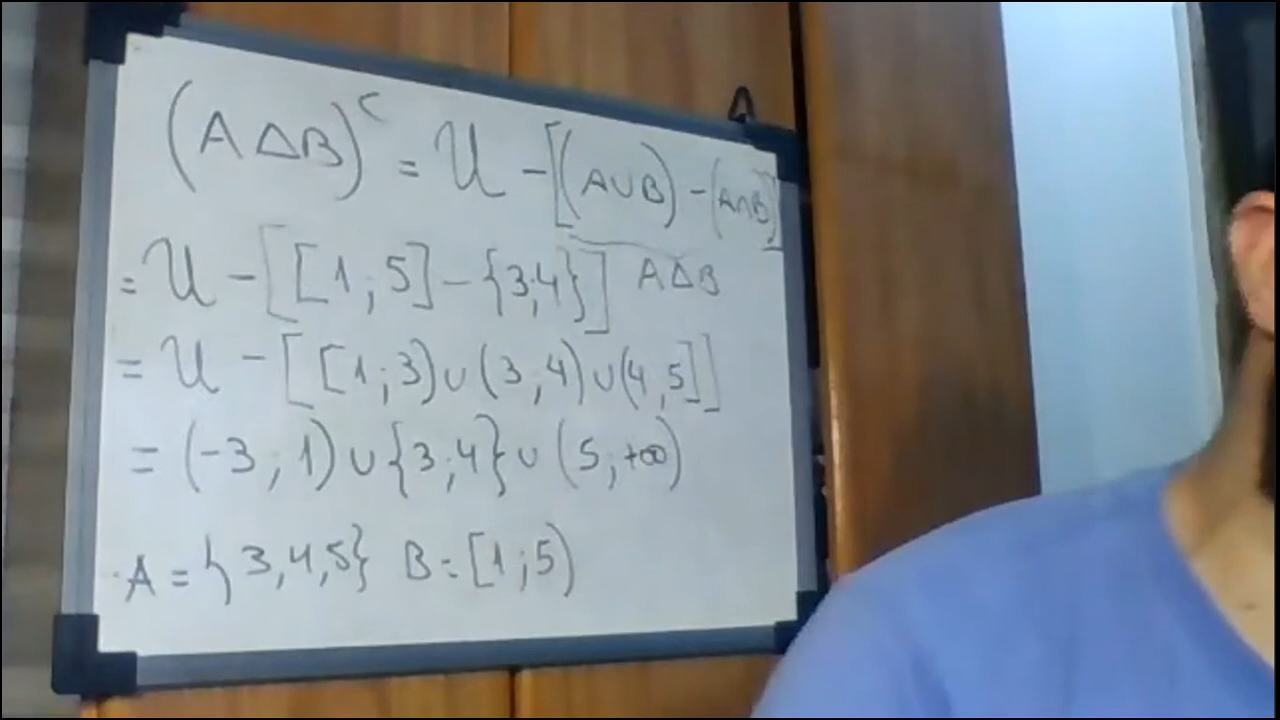 (A Δ B)ᶜ = U - [(A∪B) - (A∩B)]
= U - [[1;5] - {3;4}] A Δ B
= U - [[1;3) ∪ (3,4) ∪ (4,5]]
= (-3;1) ∪ {3;4} ∪ (5,+∞)
A = {3,4,5} B = [1;5)